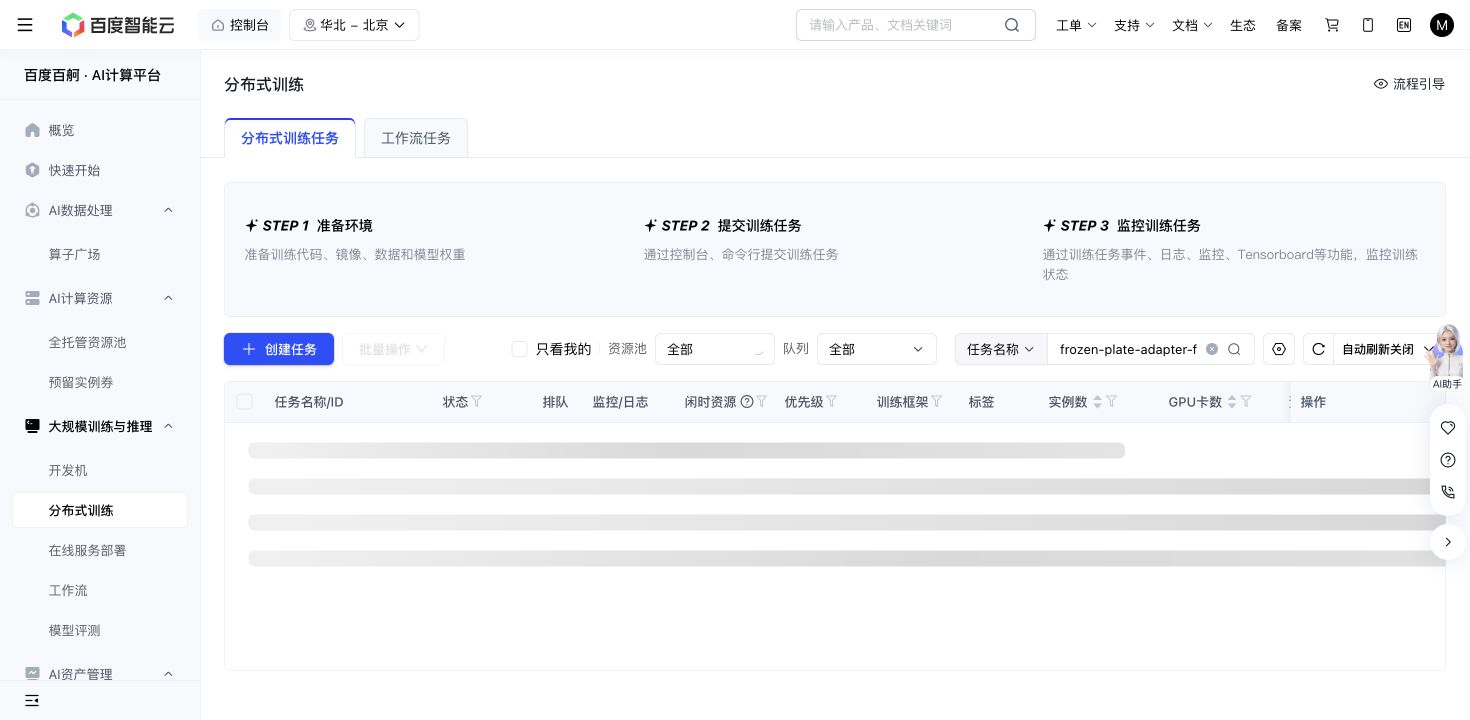 百度智能云 控制台 华北 - 北京 请输入产品、文档关键词 工单 支持 文档 生态 备案 EN M
百度百舸 · AI计算平台
概览
快速开始
AI数据处理
算子广场
AI计算资源
全托管资源池
预留实例券
大规模训练与推理
开发机
分布式训练
在线服务部署
工作流
模型评测
AI资产管理
分布式训练
流程引导
分布式训练任务 工作流任务
STEP 1 准备环境
准备训练代码、镜像、数据和模型权重
STEP 2 提交训练任务
通过控制台、命令行提交训练任务
STEP 3 监控训练任务
通过训练任务事件、日志、监控、Tensorboard等功能，监控训练
状态
创建任务 批量操作 只看我的 资源池 全部 队列 全部 任务名称 frozen-plate-adapter-f 自动刷新关闭
AI助手
任务名称/ID 状态 排队 监控/日志 闲时资源 优先级 训练框架 标签 实例数 GPU卡数 操作